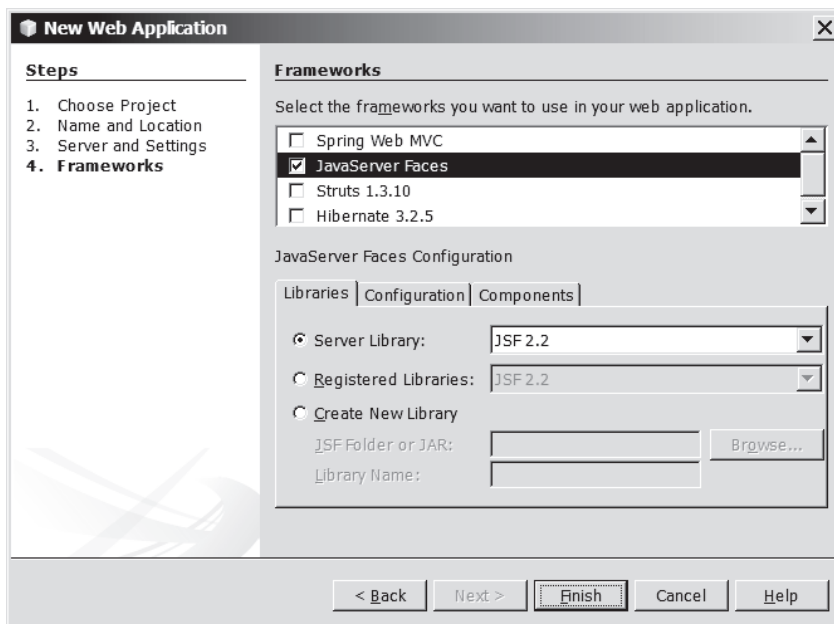 New Web Application
Steps
1. Choose Project
2. Name and Location
3. Server and Settings
4. Frameworks
Frameworks
Select the frameworks you want to use in your web application.
Spring Web MVC
JavaServer Faces
Struts 1.3.10
Hibernate 3.2.5
JavaServer Faces Configuration
Libraries Configuration Components
Server Library: JSF 2.2
Registered Libraries: JSF 2.2
Create New Library
JSF Folder or JAR: Browse...
Library Name:
< Back Next > Finish Cancel Help